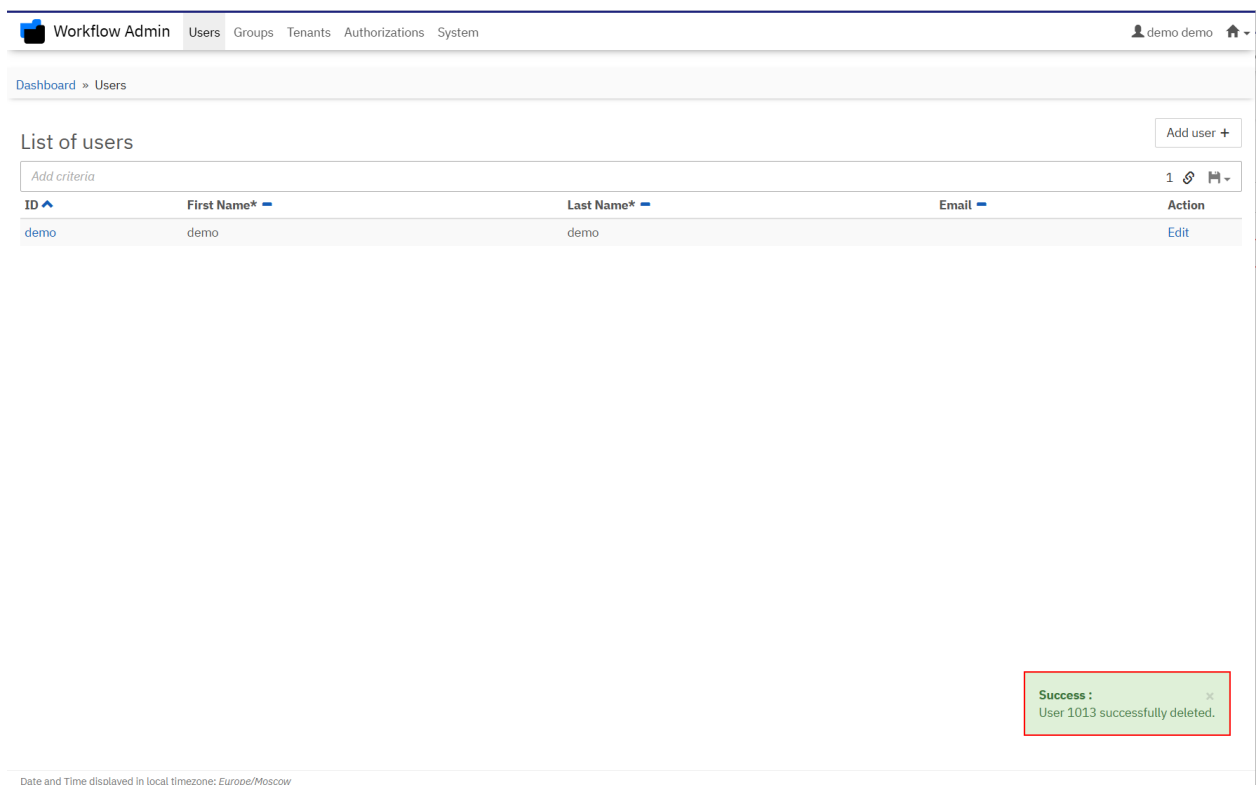 Workflow Admin Users Groups Tenants Authorizations System demo demo
Dashboard » Users
List of users
Add user +
Add criteria 1
ID First Name* Last Name* Email Action
demo demo demo Edit
Success : ×
User 1013 successfully deleted.
Date and Time displayed in local timezone: Europe/Moscow